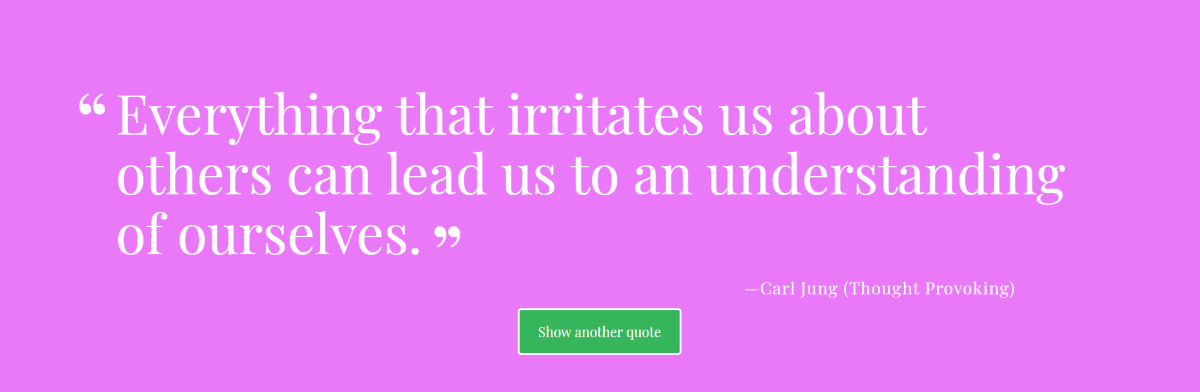 “ Everything that irritates us about
others can lead us to an understanding
of ourselves. ”
—Carl Jung (Thought Provoking)
Show another quote